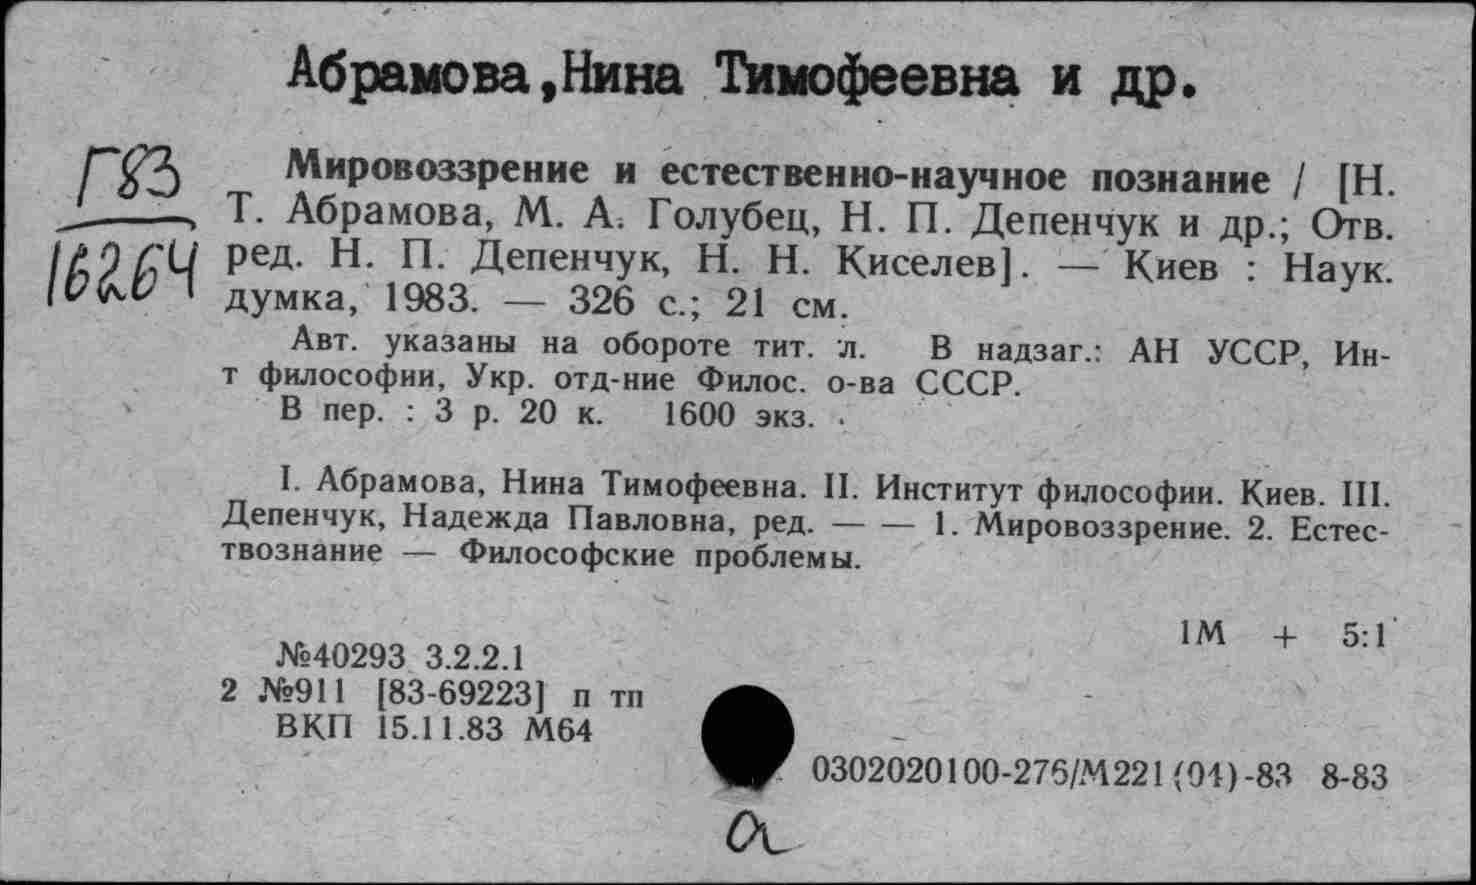 Абрамова,Нина Тимофеевна и др.
Г83
16264
Мировоззрение и естественно-научное познание / [Н.
Т. Абрамова, М. А. Голубец, Н. П. Депенчук и др.; Отв.
ред. Н. П. Депенчук, Н. Н. Киселев]. — Киев : Наук.
думка, 1983. — 326 с.; 21 см.
Авт. указаны на обороте тит. л. В надзаг.: АН УССР, Ин-
т философии, Укр. отд-ние Филос. о-ва СССР.
В пер. : 3 р. 20 к. 1600 экз. .
I. Абрамова, Нина Тимофеевна. II. Институт философии. Киев. III.
Депенчук, Надежда Павловна, ред. — — 1. Мировоззрение. 2. Естес-
твознание — Философские проблемы.
1М + 5:1
№40293 3.2.2.1
2 №911 [83-69223] п тп
ВКП 15.11.83 М64
0302020100-276/М221(04)-83 8-83
а